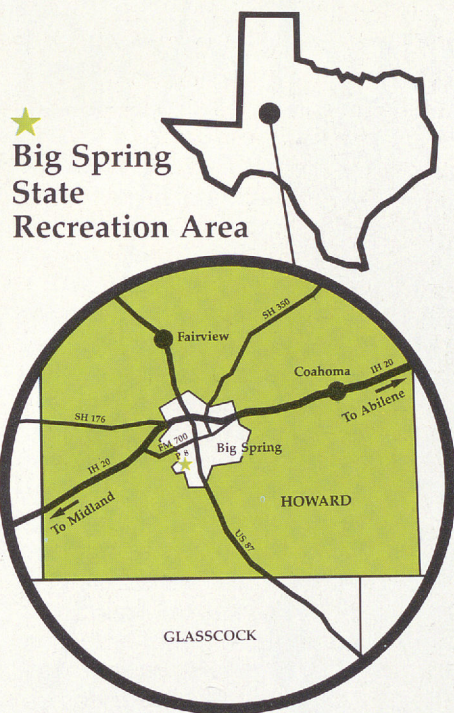 Big Spring
State
Recreation Area
SH 350
Fairview
Coahoma
IH 20
To Abilene
SH 176
FM 700
P 8
Big Spring
IH 20
To Midland
HOWARD
US 87
GLASSCOCK